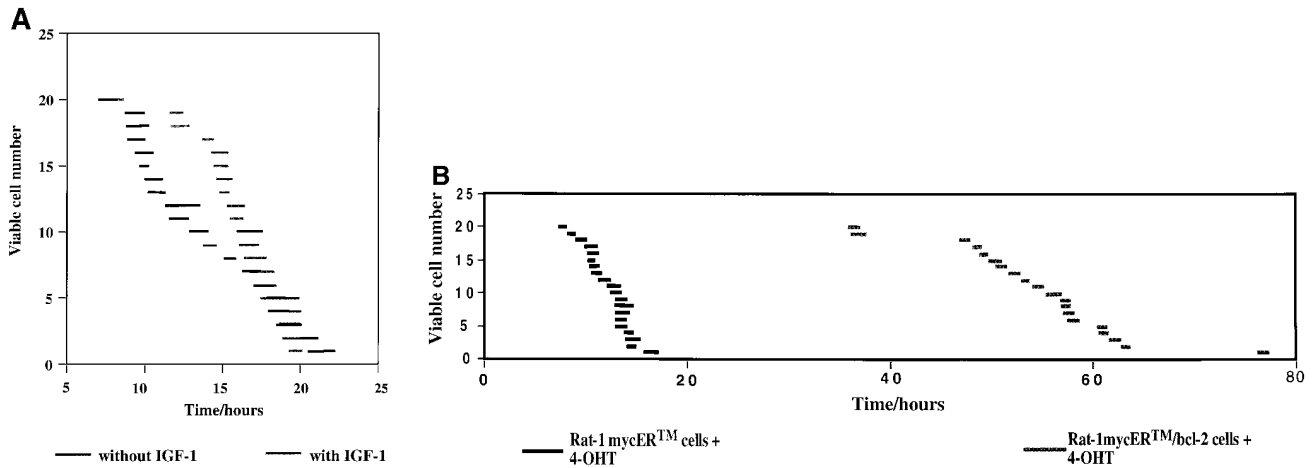 A
25
20
15
10
5
0
Viable cell number
5 10 15 20 25
Time/hours
without IGF-1 with IGF-1
B
25
20
15
10
5
0
Viable cell number
0 20 40 60 80
Time/hours
Rat-1 mycER™ cells +
4-OHT
Rat-1mycER™/bcl-2 cells +
4-OHT